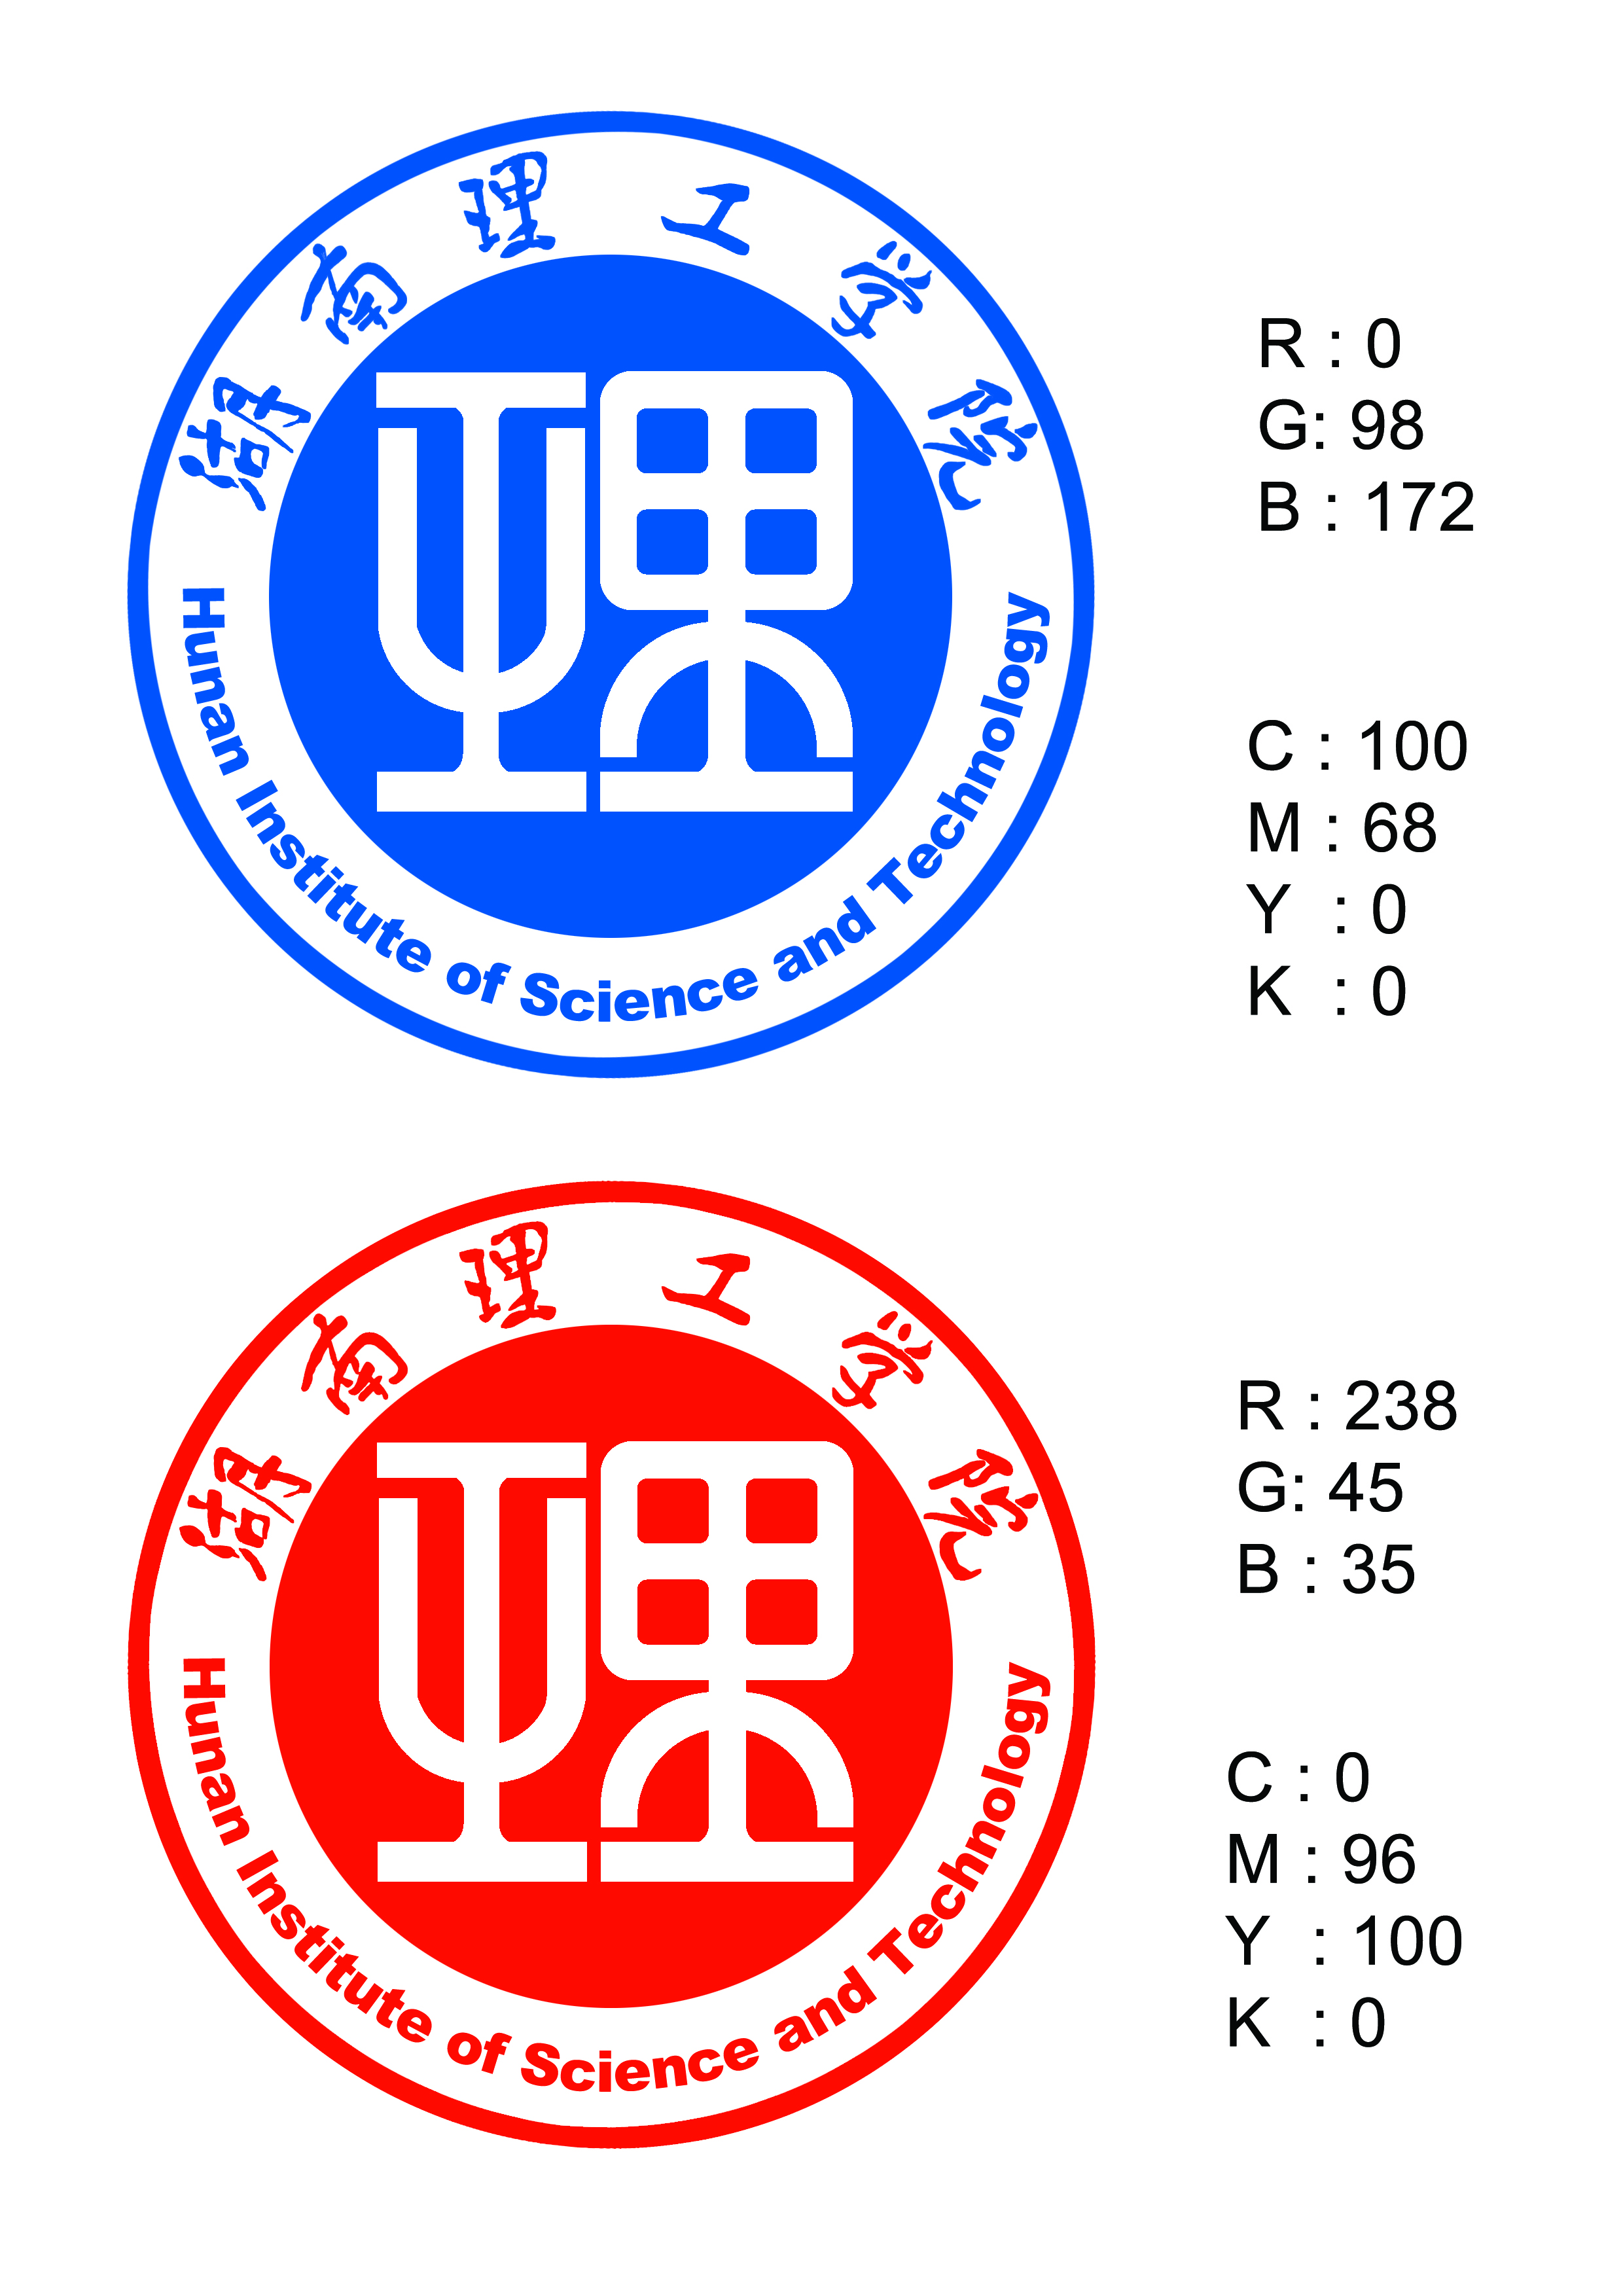 湖南理工学院
理
Hunan Institute of Science and Technology
R : 0
G: 98
B : 172
C : 100
M : 68
Y : 0
K : 0
湖南理工学院
理
Hunan Institute of Science and Technology
R : 238
G: 45
B : 35
C : 0
M : 96
Y : 100
K : 0